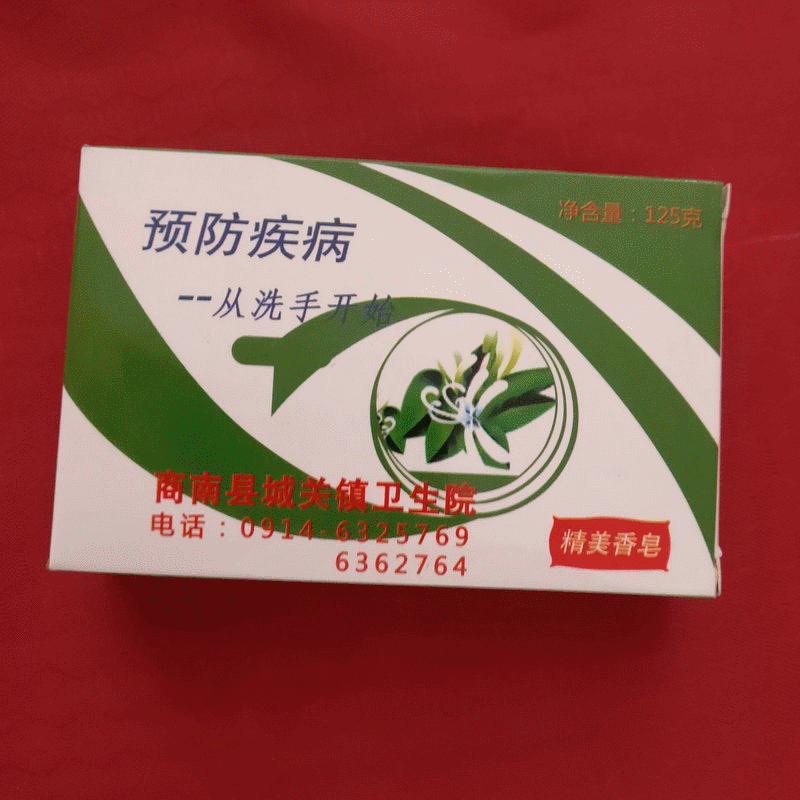 净含量：125克
预防疾病
--从洗手开始
商南县城关镇卫生院
电话：0914-6325769
6362764
精美香皂